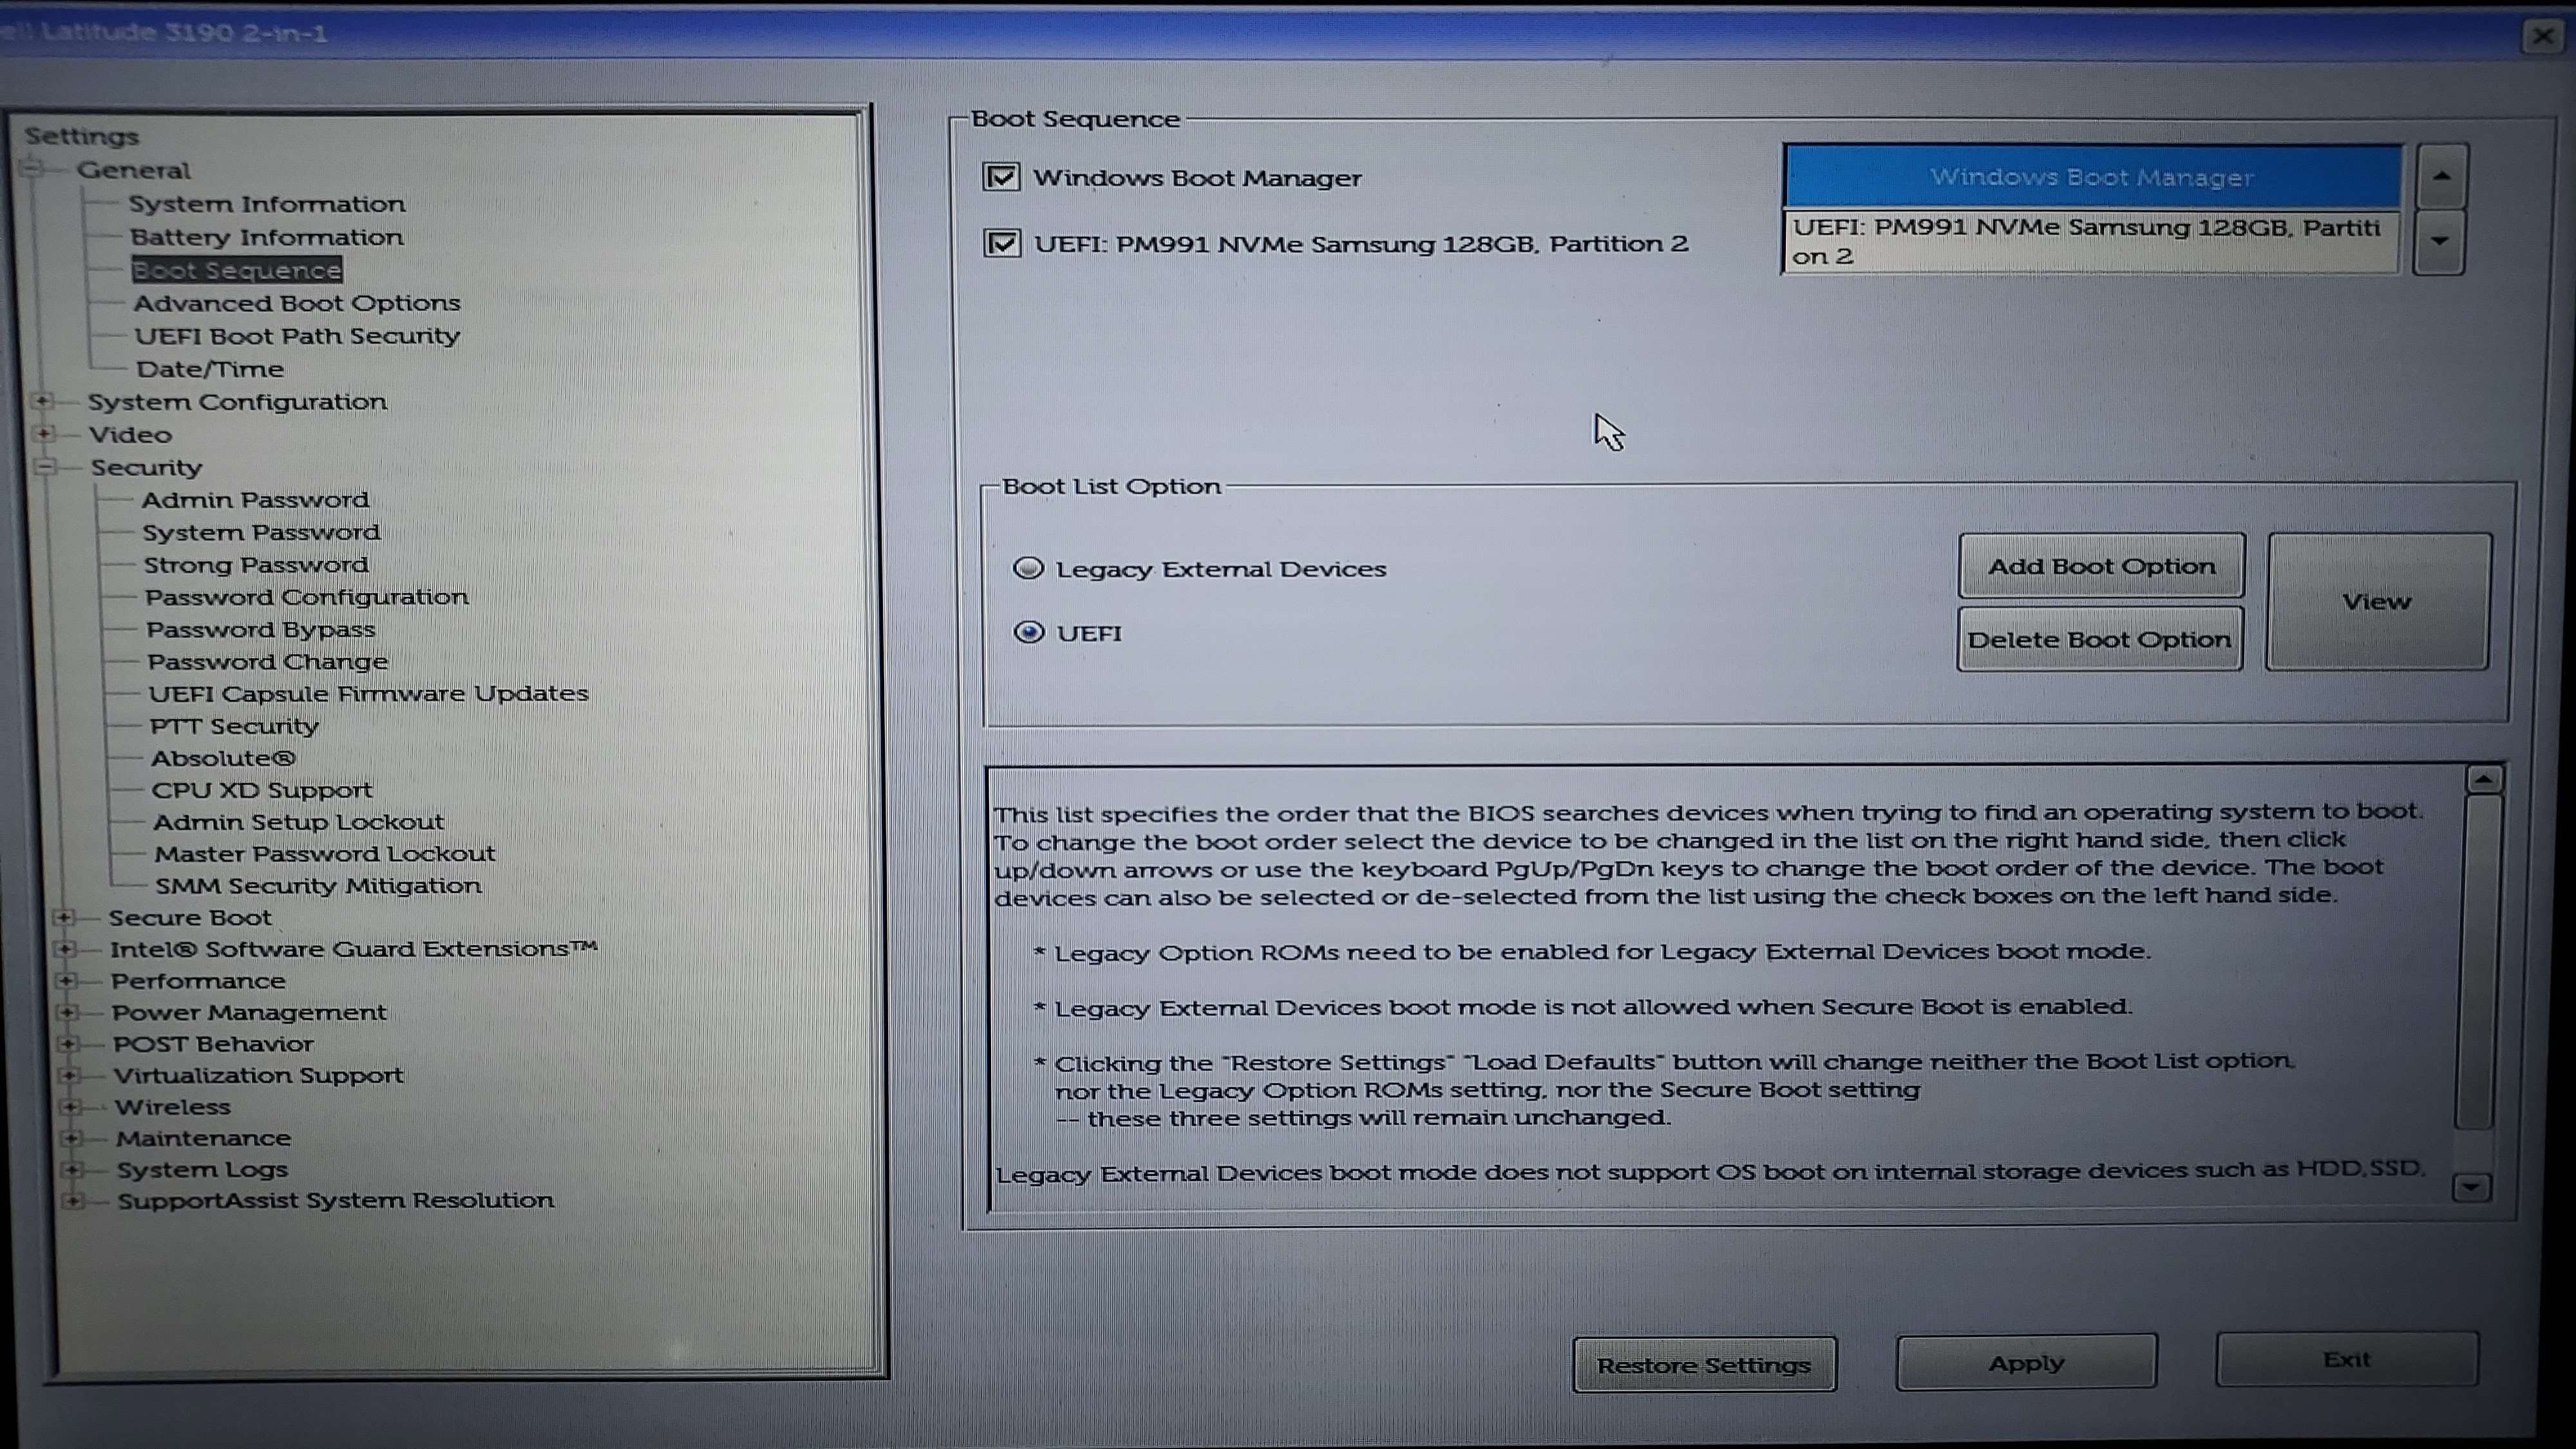 Latitude 3190 2-in-1
Settings
General
System Information
Battery Information
Boot Sequence
Advanced Boot Options
UEFI Boot Path Security
Date/Time
System Configuration
Video
Security
Admin Password
System Password
Strong Password
Password Configuration
Password Bypass
Password Change
UEFI Capsule Firmware Updates
PTT Security
Absolute®
CPU XD Support
Admin Setup Lockout
Master Password Lockout
SMM Security Mitigation
Secure Boot
Intel® Software Guard Extensions™
Performance
Power Management
POST Behavior
Virtualization Support
Wireless
Maintenance
System Logs
SupportAssist System Resolution
Boot Sequence
Windows Boot Manager
UEFI: PM991 NVMe Samsung 128GB, Partition 2
Windows Boot Manager
UEFI: PM991 NVMe Samsung 128GB, Partiti
on 2
Boot List Option
Legacy External Devices
UEFI
Add Boot Option
Delete Boot Option
View
This list specifies the order that the BIOS searches devices when trying to find an operating system to boot.
To change the boot order select the device to be changed in the list on the right hand side, then click
up/down arrows or use the keyboard PgUp/PgDn keys to change the boot order of the device. The boot
devices can also be selected or de-selected from the list using the check boxes on the left hand side.
* Legacy Option ROMs need to be enabled for Legacy External Devices boot mode.
* Legacy External Devices boot mode is not allowed when Secure Boot is enabled.
* Clicking the "Restore Settings" "Load Defaults" button will change neither the Boot List option,
nor the Legacy Option ROMs setting, nor the Secure Boot setting
-- these three settings will remain unchanged.
Legacy External Devices boot mode does not support OS boot on internal storage devices such as HDD,SSD,
Restore Settings
Apply
Exit